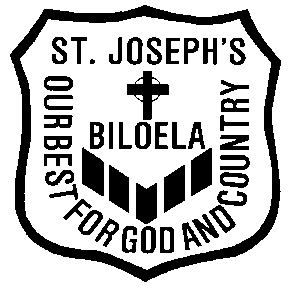 ST. JOSEPH'S
BILOELA
OUR BEST FOR GOD AND COUNTRY